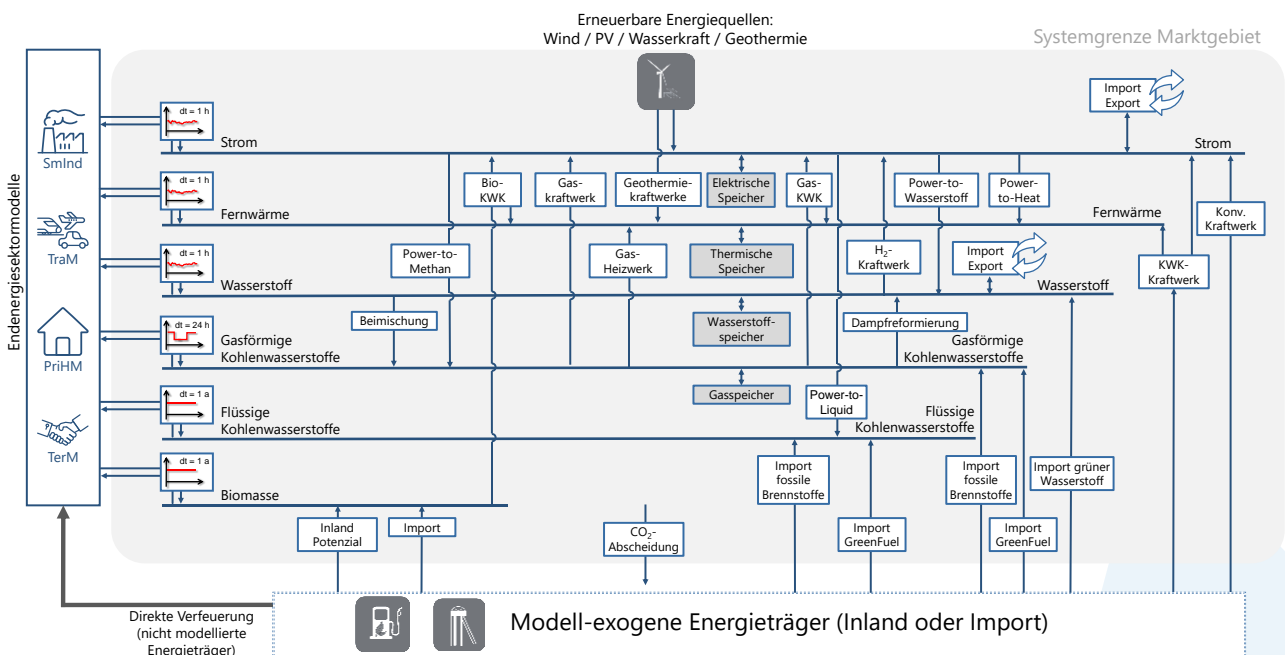 Erneuerbare Energiequellen:
Wind / PV / Wasserkraft / Geothermie
Systemgrenze Marktgebiet
Endenergiesektormodelle
SmInd
TraM
PriHM
TerM
dt = 1 h
Strom
Import
Export
Strom
Bio-
KWK
Gas-
kraftwerk
Geothermie-
kraftwerke
Elektrische
Speicher
Gas-
KWK
Power-to-
Wasserstoff
Power-
to-Heat
dt = 1 h
Fernwärme
Fernwärme
Konv.
Kraftwerk
Power-to-
Methan
Gas-
Heizwerk
Thermische
Speicher
H2-
Kraftwerk
Import
Export
KWK-
Kraftwerk
dt = 1 h
Wasserstoff
Wasserstoff
Beimischung
Wasserstoff-
speicher
Dampfreformierung
dt = 24 h
Gasförmige
Kohlenwasserstoffe
Gasförmige
Kohlenwasserstoffe
Gasspeicher
Power-to-
Liquid
dt = 1 a
Flüssige
Kohlenwasserstoffe
Flüssige
Kohlenwasserstoffe
dt = 1 a
Biomasse
Import
fossile
Brennstoffe
Import
fossile
Brennstoffe
Import grüner
Wasserstoff
Inland
Potenzial
Import
CO2-
Abscheidung
Import
GreenFuel
Import
GreenFuel
Direkte Verfeuerung
(nicht modellierte
Energieträger)
Modell-exogene Energieträger (Inland oder Import)